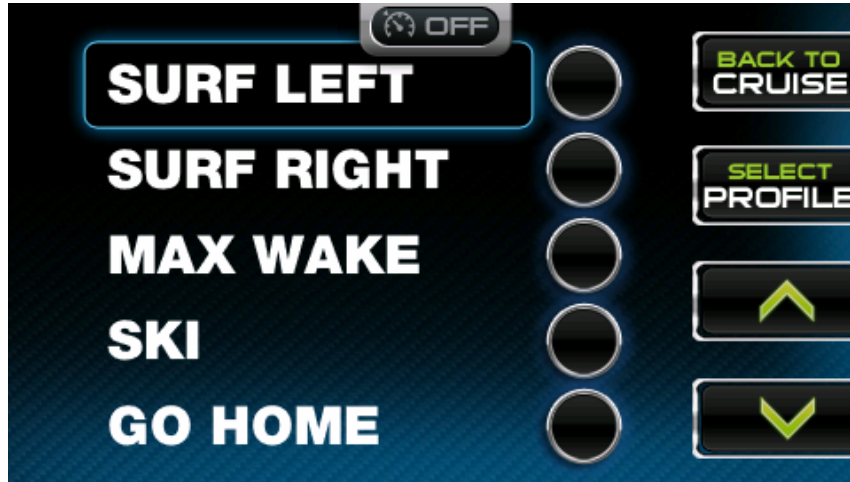 OFF
SURF LEFT
SURF RIGHT
MAX WAKE
SKI
GO HOME
BACK TO
CRUISE
SELECT
PROFILE